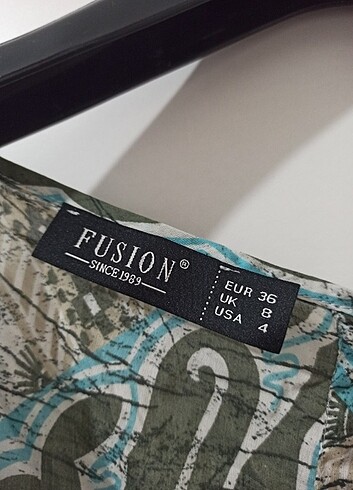 FUSION®
SINCE 1989
EUR 36
UK 8
USA 4